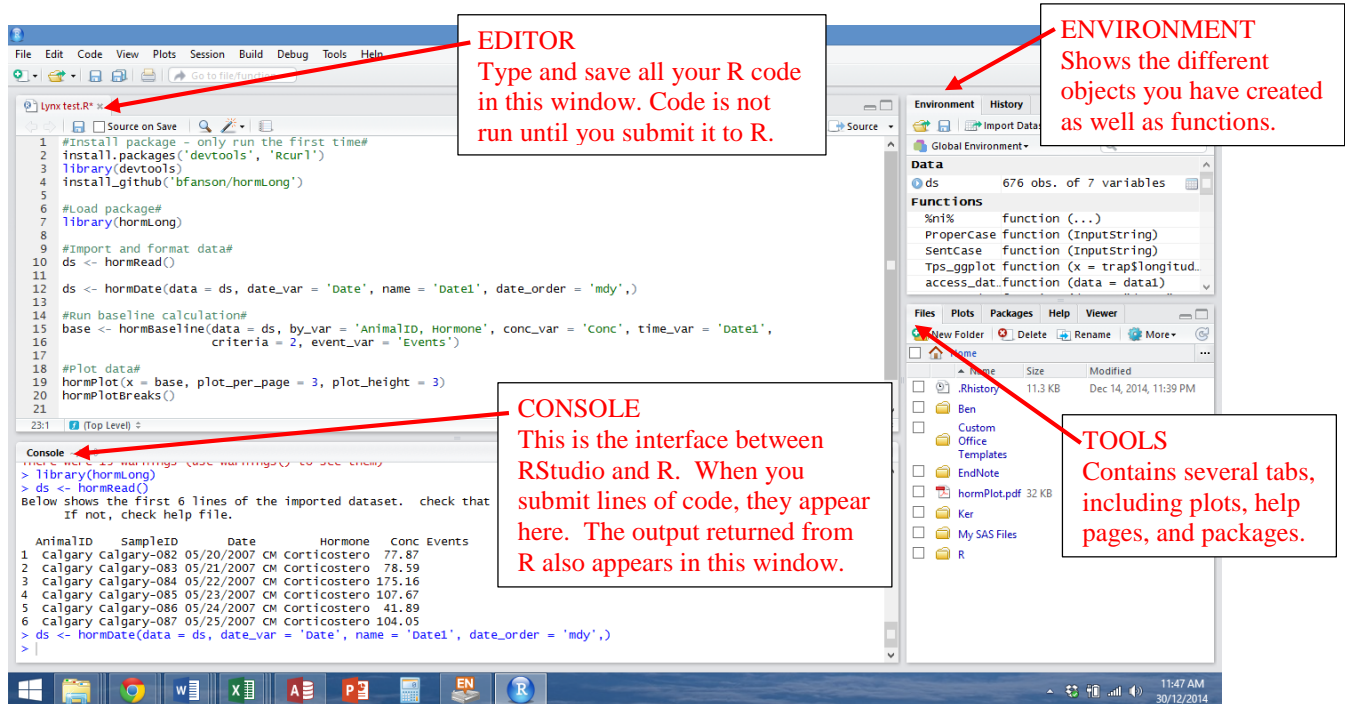 File Edit Code View Plots Session Build Debug Tools Help
Go to file/function
Lynx test.R* ×
Source on Save
Source
1 #Install package - only run the first time#
2 install.packages('devtools', 'Rcurl')
3 library(devtools)
4 install_github('bfanson/hormLong')
5
6 #Load package#
7 library(hormLong)
8
9 #Import and format data#
10 ds <- hormRead()
11
12 ds <- hormDate(data = ds, date_var = 'Date', name = 'Date1', date_order = 'mdy',)
13
14 #Run baseline calculation#
15 base <- hormBaseline(data = ds, by_var = 'AnimalID, Hormone', conc_var = 'Conc', time_var = 'Date1',
16 criteria = 2, event_var = 'Events')
17
18 #Plot data#
19 hormPlot(x = base, plot_per_page = 3, plot_height = 3)
20 hormPlotBreaks()
21
23:1 (Top Level)
EDITOR
Type and save all your R code
in this window. Code is not
run until you submit it to R.
Console
There were 15 warnings (use warnings() to see them)
> library(hormLong)
> ds <- hormRead()
Below shows the first 6 lines of the imported dataset. check that
If not, check help file.
AnimalID SampleID Date Hormone Conc Events
1 Calgary Calgary-082 05/20/2007 CM Corticostero 77.87
2 Calgary Calgary-083 05/21/2007 CM Corticostero 78.59
3 Calgary Calgary-084 05/22/2007 CM Corticostero 175.16
4 Calgary Calgary-085 05/23/2007 CM Corticostero 107.67
5 Calgary Calgary-086 05/24/2007 CM Corticostero 41.89
6 Calgary Calgary-087 05/25/2007 CM Corticostero 104.05
> ds <- hormDate(data = ds, date_var = 'Date', name = 'Date1', date_order = 'mdy',)
>
CONSOLE
This is the interface between
RStudio and R. When you
submit lines of code, they appear
here. The output returned from
R also appears in this window.
ENVIRONMENT
Shows the different
objects you have created
as well as functions.
Environment History
Import Datas
Global Environment
Data
ds 676 obs. of 7 variables
Functions
%ni% function (...)
ProperCase function (InputString)
SentCase function (InputString)
Tps_ggplot function (x = trap$longitud…
access_dat… function (data = data1)
Files Plots Packages Help Viewer
New Folder Delete Rename More
Home
Name Size Modified
.Rhistory 11.3 KB Dec 14, 2014, 11:39 PM
Ben
Custom
Office
Templates
EndNote
hormPlot.pdf 32 KB
Ker
My SAS Files
R
TOOLS
Contains several tabs,
including plots, help
pages, and packages.
11:47 AM
30/12/2014